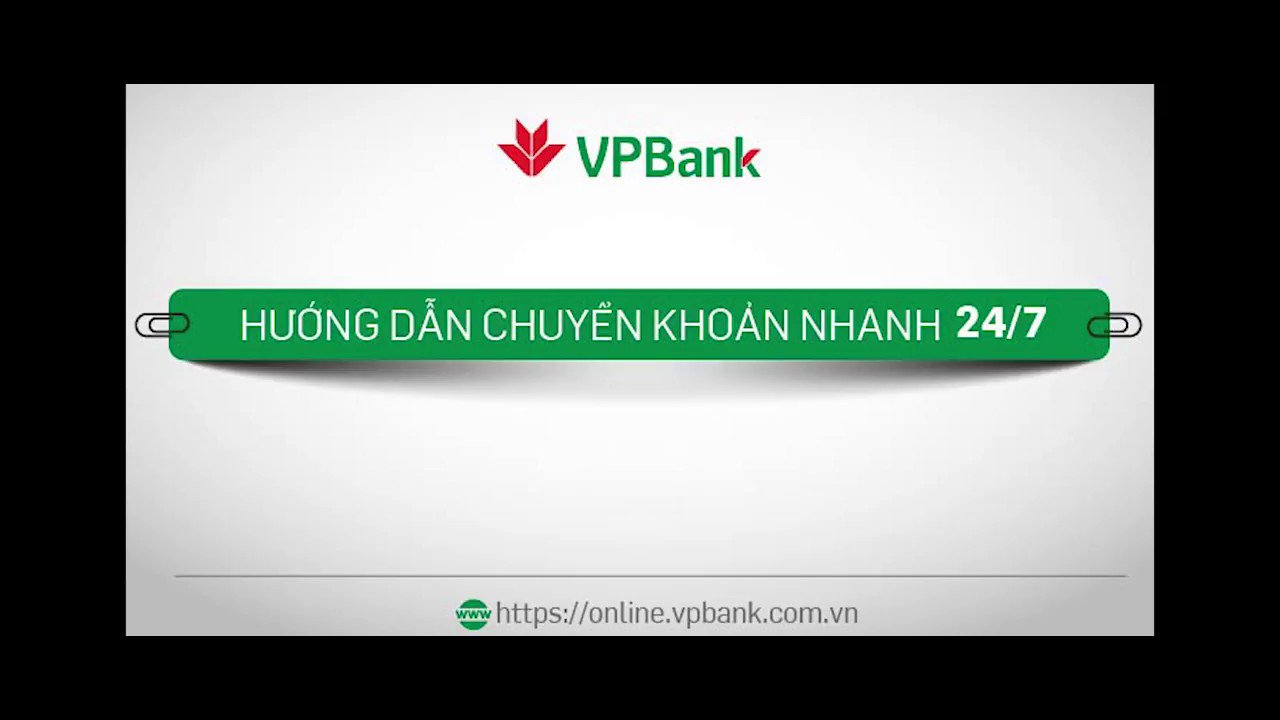 VPBank
HƯỚNG DẪN CHUYỂN KHOẢN NHANH 24/7
www https://online.vpbank.com.vn